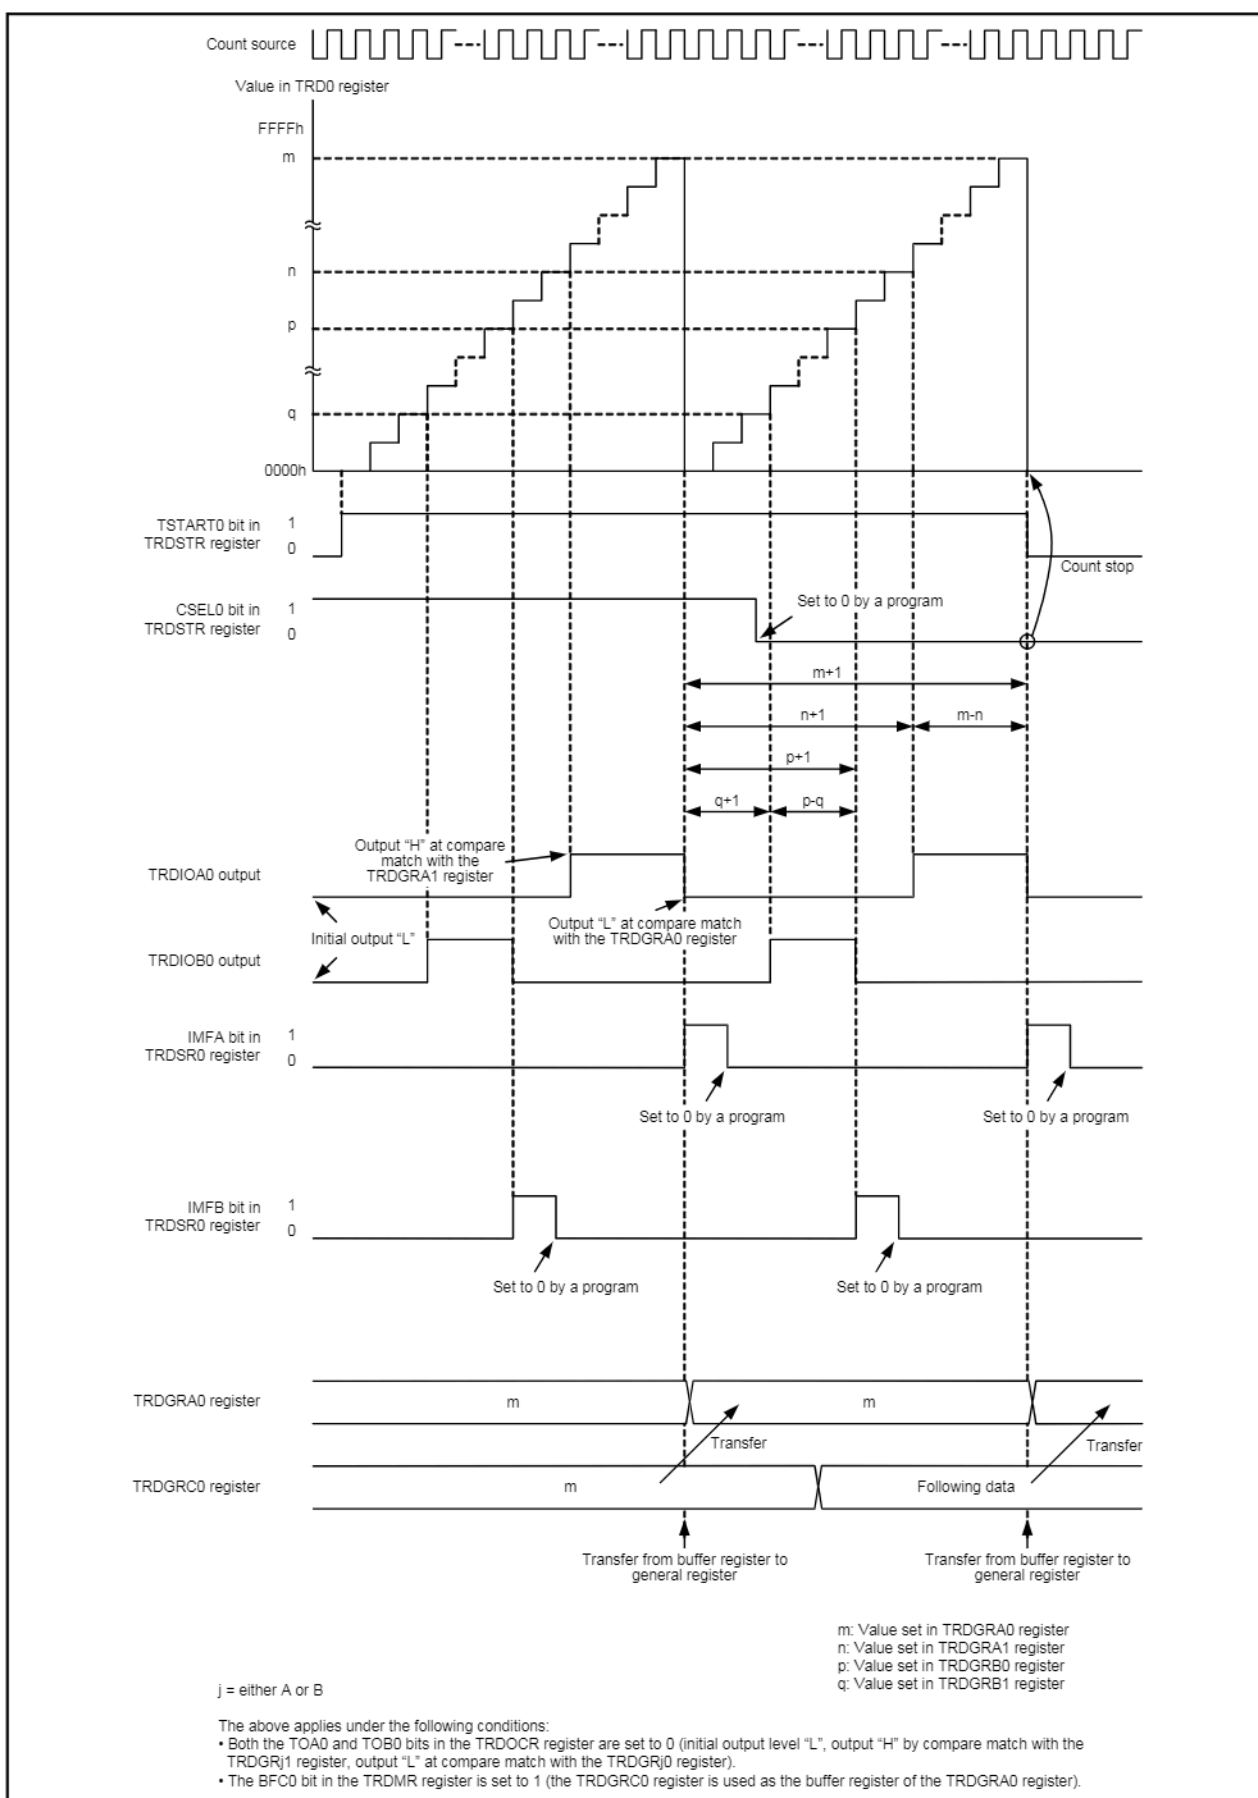 Count source
Value in TRD0 register
FFFFh
m
n
p
q
0000h
TSTART0 bit in
TRDSTR register
1
0
Count stop
CSEL0 bit in
TRDSTR register
1
0
Set to 0 by a program
m+1
n+1
m-n
p+1
q+1
p-q
Output “H” at compare
match with the
TRDGRA1 register
TRDIOA0 output
Output “L” at compare match
with the TRDGRA0 register
Initial output “L”
TRDIOB0 output
IMFA bit in
TRDSR0 register
1
0
Set to 0 by a program
Set to 0 by a program
IMFB bit in
TRDSR0 register
1
0
Set to 0 by a program
Set to 0 by a program
TRDGRA0 register
m
m
Transfer
Transfer
TRDGRC0 register
m
Following data
Transfer from buffer register to
general register
Transfer from buffer register to
general register
m: Value set in TRDGRA0 register
n: Value set in TRDGRA1 register
p: Value set in TRDGRB0 register
q: Value set in TRDGRB1 register
j = either A or B
The above applies under the following conditions:
• Both the TOA0 and TOB0 bits in the TRDOCR register are set to 0 (initial output level “L”, output “H” by compare match with the
TRDGRj1 register, output “L” at compare match with the TRDGRj0 register).
• The BFC0 bit in the TRDMR register is set to 1 (the TRDGRC0 register is used as the buffer register of the TRDGRA0 register).